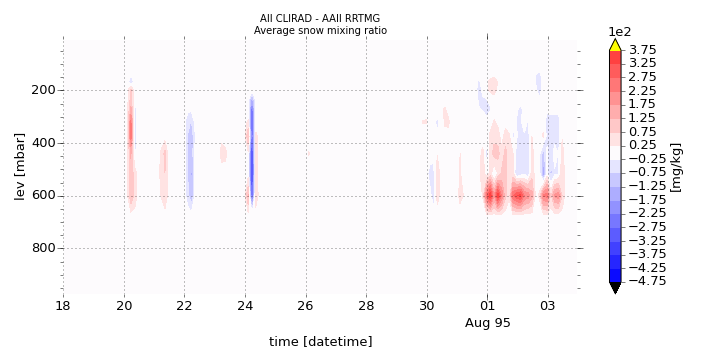 All CLIRAD - AAII RRTMG
Average snow mixing ratio
1e2
3.75
3.25
2.75
2.25
1.75
1.25
0.75
0.25
−0.25
−0.75
−1.25
−1.75
−2.25
−2.75
−3.25
−3.75
−4.25
−4.75
[mg/kg]
lev [mbar]
200
400
600
800
18 20 22 24 26 28 30 01 03
Aug 95
time [datetime]